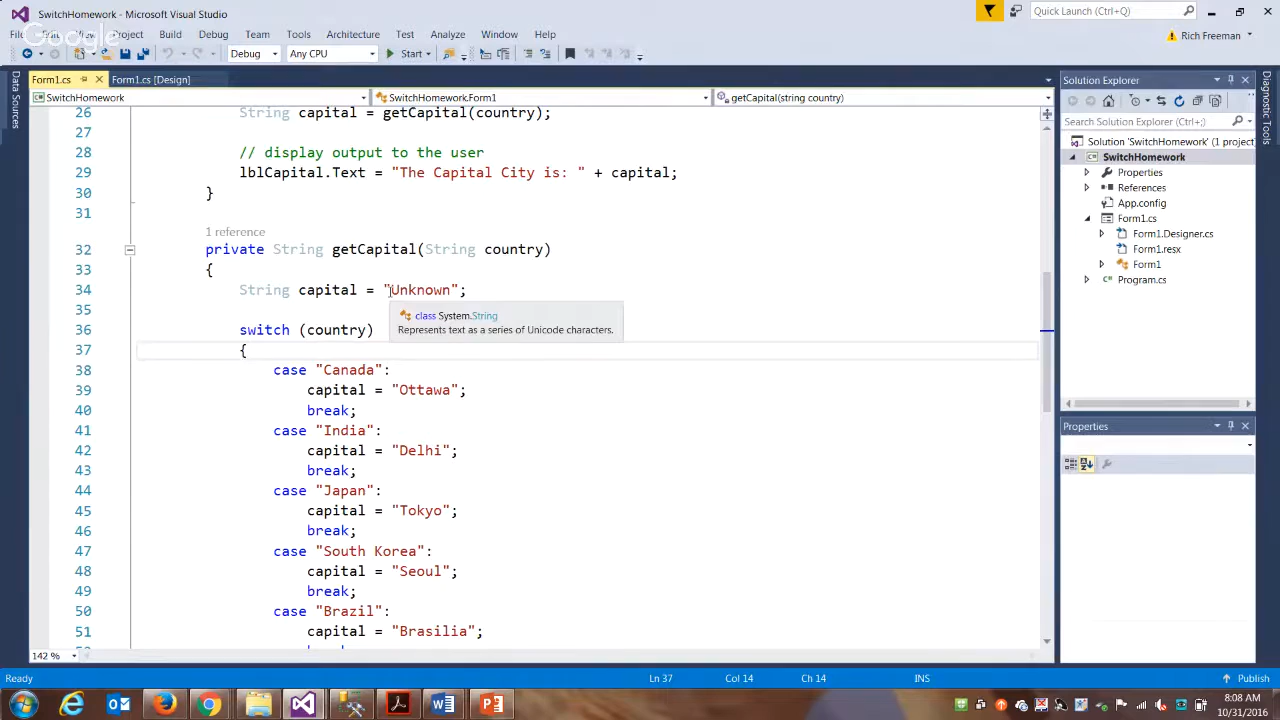 SwitchHomework - Microsoft Visual Studio
Quick Launch (Ctrl+Q)
Google
Project Build Debug Team Tools Architecture Test Analyze Window Help
Rich Freeman
Debug Any CPU Start
Form1.cs Form1.cs [Design]
SwitchHomework SwitchHomework.Form1 getCapital(string country)
Data Sources
Diagnostic Tools
26 String capital = getCapital(country);
27
28 // display output to the user
29 lblCapital.Text = "The Capital City is: " + capital;
30 }
31
1 reference
32 private String getCapital(String country)
33 {
34 String capital = "Unknown";
35
class System.String
Represents text as a series of Unicode characters.
36 switch (country)
37 {
38 case "Canada":
39 capital = "Ottawa";
40 break;
41 case "India":
42 capital = "Delhi";
43 break;
44 case "Japan":
45 capital = "Tokyo";
46 break;
47 case "South Korea":
48 capital = "Seoul";
49 break;
50 case "Brazil":
51 capital = "Brasilia";
142 %
Solution Explorer
Search Solution Explorer (Ctrl+;)
Solution 'SwitchHomework' (1 project)
SwitchHomework
Properties
References
App.config
Form1.cs
Form1.Designer.cs
Form1.resx
Form1
Program.cs
Properties
Ready Ln 37 Col 14 Ch 14 INS Publish
8:08 AM
10/31/2016